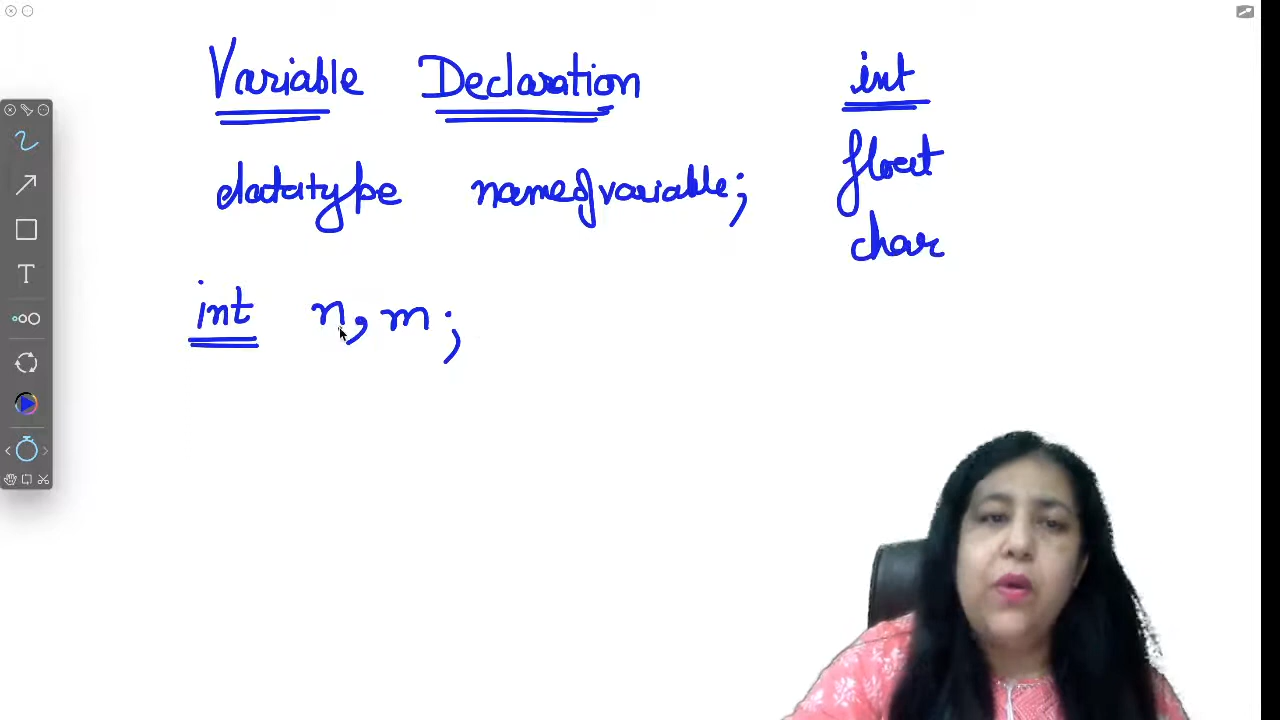 Variable Declaration
datatype nameofvariable;
int n, m;
int
float
char
T